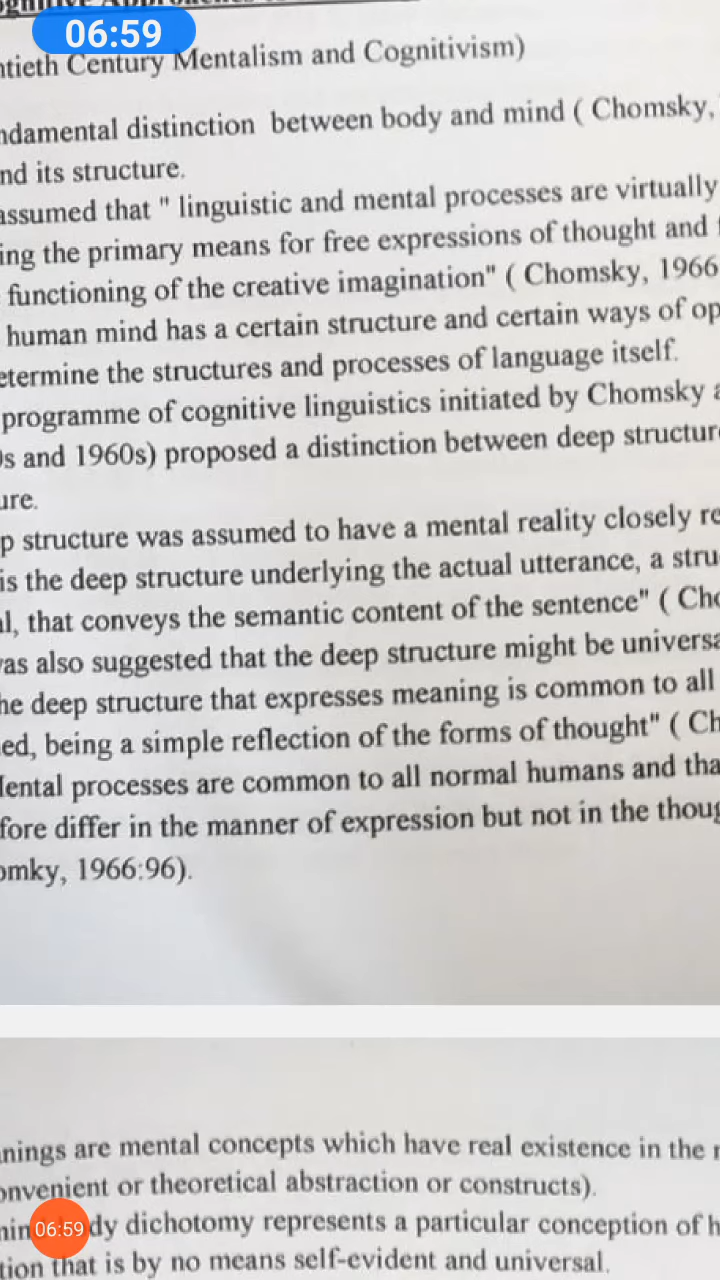 06:59
ntieth Century Mentalism and Cognitivism)
ndamental distinction between body and mind ( Chomsky,
nd its structure.
assumed that " linguistic and mental processes are virtually
ing the primary means for free expressions of thought and
functioning of the creative imagination" ( Chomsky, 1966
human mind has a certain structure and certain ways of op
etermine the structures and processes of language itself.
programme of cognitive linguistics initiated by Chomsky a
0s and 1960s) proposed a distinction between deep structure
ure.
p structure was assumed to have a mental reality closely re
is the deep structure underlying the actual utterance, a stru
al, that conveys the semantic content of the sentence" ( Cho
vas also suggested that the deep structure might be universa
he deep structure that expresses meaning is common to all
ed, being a simple reflection of the forms of thought" ( Ch
Mental processes are common to all normal humans and tha
fore differ in the manner of expression but not in the thoug
omky, 1966:96).
nings are mental concepts which have real existence in the
onvenient or theoretical abstraction or constructs).
06:59
dy dichotomy represents a particular conception of h
tion that is by no means self-evident and universal.